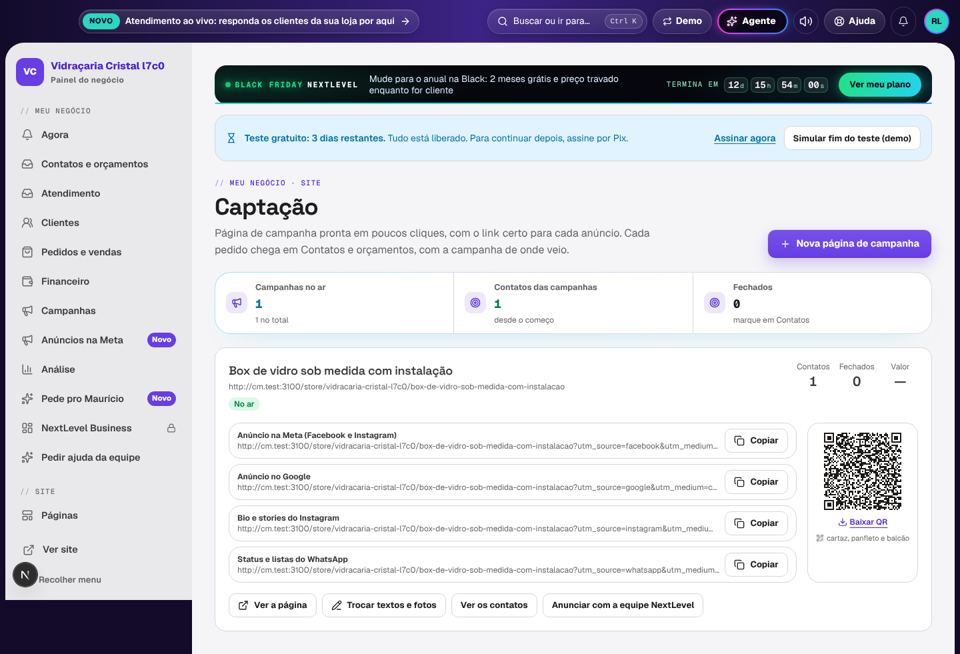 NOVO Atendimento ao vivo: responda os clientes da sua loja por aqui →
Buscar ou ir para... Ctrl K
Demo
Agente
Ajuda
RL
VC
Vidraçaria Cristal l7c0
Painel do negócio
// MEU NEGÓCIO
Agora
Contatos e orçamentos
Atendimento
Clientes
Pedidos e vendas
Financeiro
Campanhas
Anúncios na Meta Novo
Análise
Pede pro Maurício Novo
NextLevel Business
Pedir ajuda da equipe
// SITE
Páginas
Ver site
N
Recolher menu
BLACK FRIDAY NEXTLEVEL
Mude para o anual na Black: 2 meses grátis e preço travado
enquanto for cliente
TERMINA EM 12d 15h 54m 00s
Ver meu plano
Teste gratuito: 3 dias restantes. Tudo está liberado. Para continuar depois, assine por Pix.
Assinar agora
Simular fim do teste (demo)
// MEU NEGÓCIO · SITE
Captação
Página de campanha pronta em poucos cliques, com o link certo para cada anúncio. Cada
pedido chega em Contatos e orçamentos, com a campanha de onde veio.
+ Nova página de campanha
Campanhas no ar
1
1 no total
Contatos das campanhas
1
desde o começo
Fechados
0
marque em Contatos
Box de vidro sob medida com instalação
http://cm.test:3100/store/vidracaria-cristal-l7c0/box-de-vidro-sob-medida-com-instalacao
No ar
Contatos Fechados Valor
1 0 —
Anúncio na Meta (Facebook e Instagram)
http://cm.test:3100/store/vidracaria-cristal-l7c0/box-de-vidro-sob-medida-com-instalacao?utm_source=facebook&utm_medium...
Copiar
Anúncio no Google
http://cm.test:3100/store/vidracaria-cristal-l7c0/box-de-vidro-sob-medida-com-instalacao?utm_source=google&utm_medium=c...
Copiar
Bio e stories do Instagram
http://cm.test:3100/store/vidracaria-cristal-l7c0/box-de-vidro-sob-medida-com-instalacao?utm_source=instagram&utm_mediu...
Copiar
Status e listas do WhatsApp
http://cm.test:3100/store/vidracaria-cristal-l7c0/box-de-vidro-sob-medida-com-instalacao?utm_source=whatsapp&utm_medium...
Copiar
Baixar QR
cartaz, panfleto e balcão
Ver a página
Trocar textos e fotos
Ver os contatos
Anunciar com a equipe NextLevel